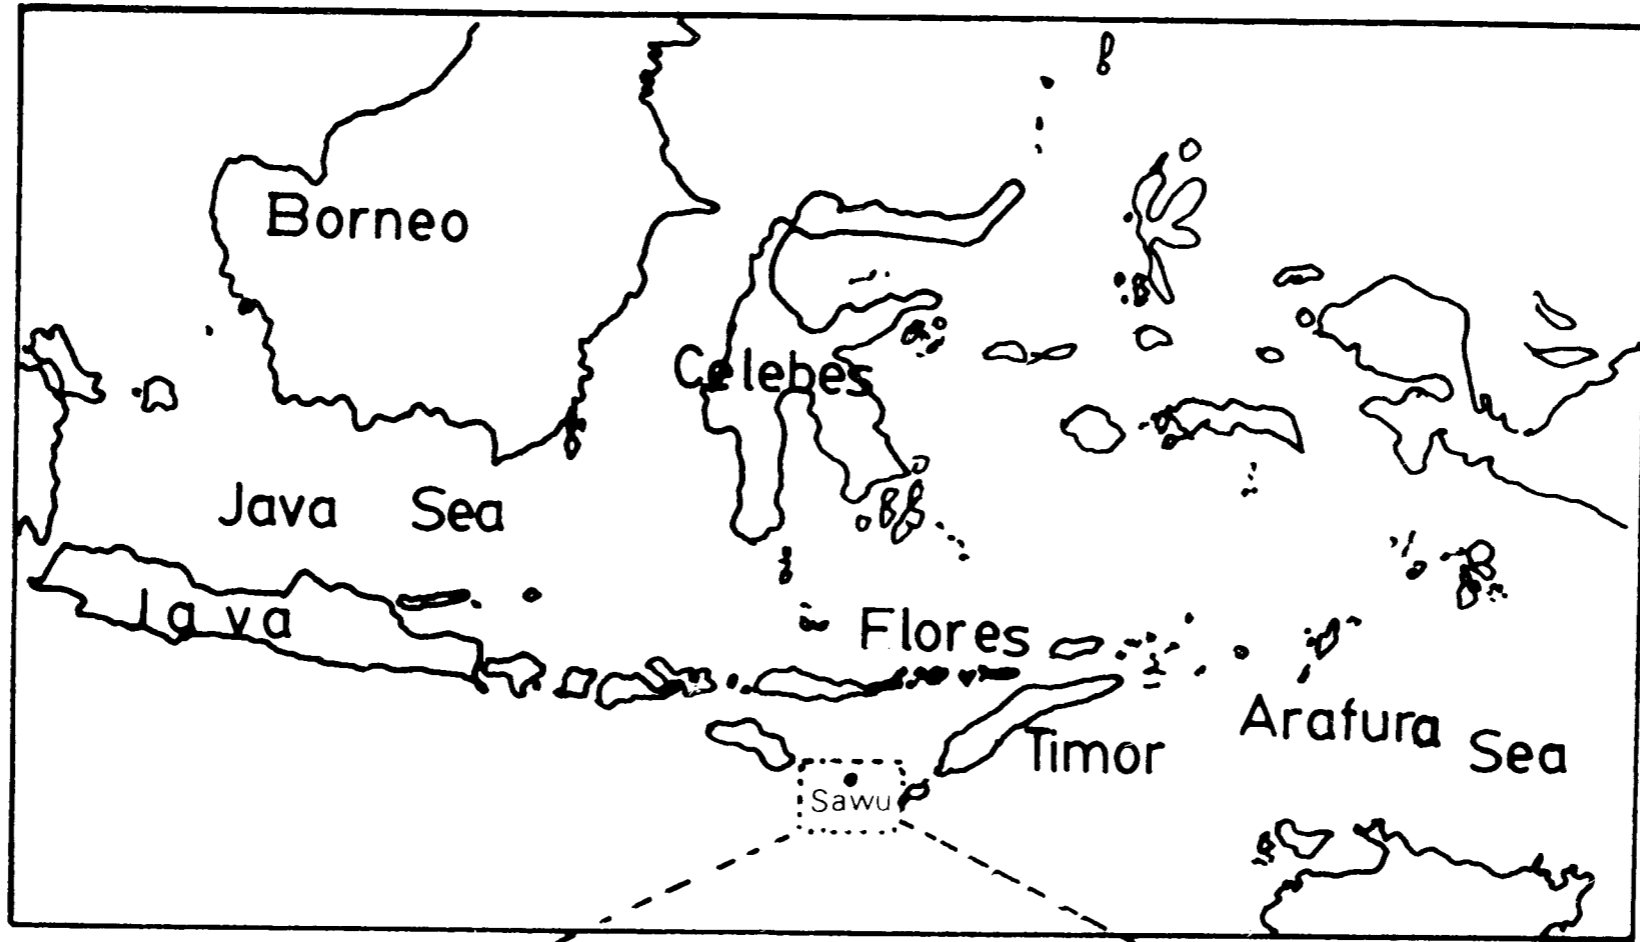 Borneo
Celebes
Java Sea
Java
Flores
Arafura Sea
Timor
Sawu